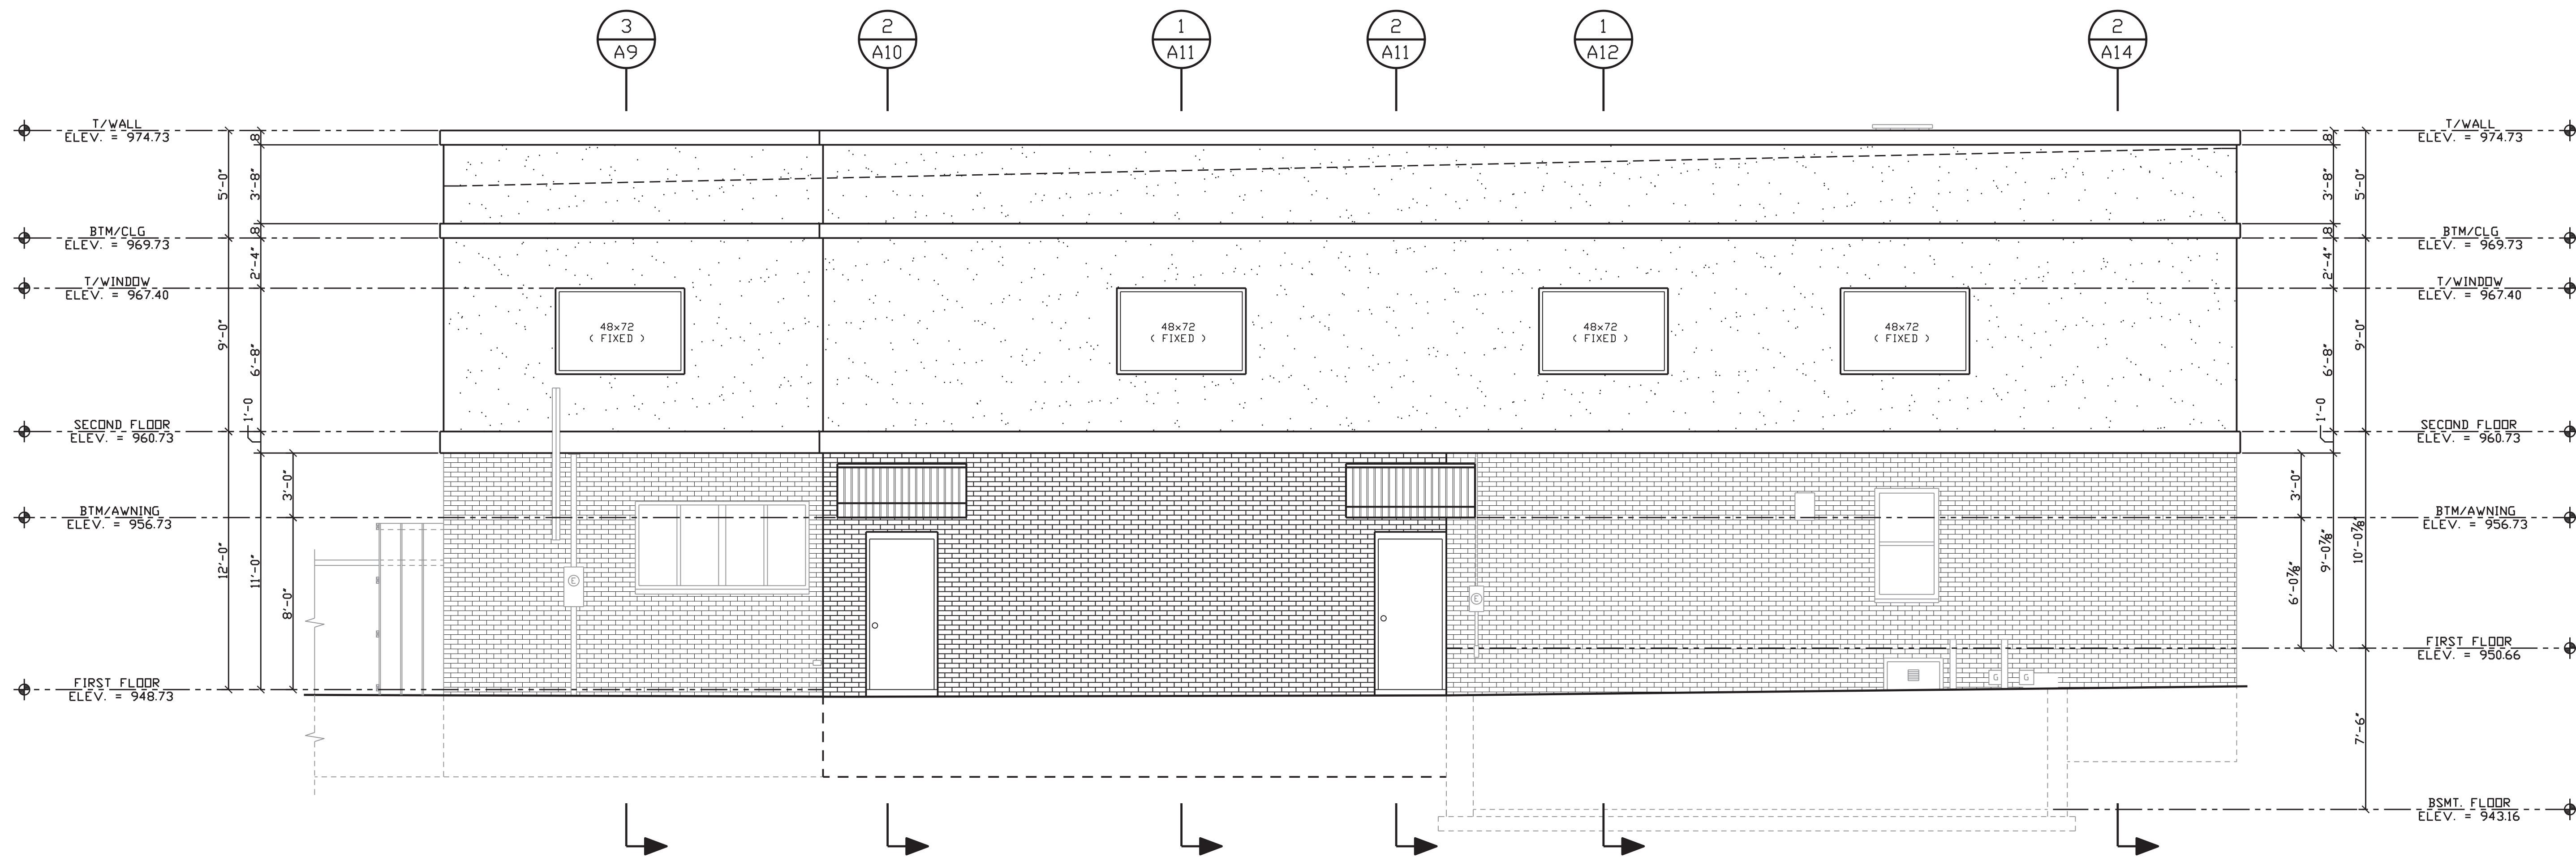 3
A9
2
A10
1
A11
2
A11
1
A12
2
A14
T/WALL
ELEV. = 974.73
BTM/CLG
ELEV. = 969.73
T/WINDOW
ELEV. = 967.40
SECOND FLOOR
ELEV. = 960.73
BTM/AWNING
ELEV. = 956.73
FIRST FLOOR
ELEV. = 948.73
5'-0"
9'-0"
12'-0"
8
3'-8"
8
2'-4"
6'-8"
1'-0
11'-0"
3'-0"
8'-0"
48x72
( FIXED )
48x72
( FIXED )
48x72
( FIXED )
48x72
( FIXED )
E
E
G
G
8
3'-8"
8
2'-4"
6'-8"
1'-0
3'-0"
6'-0⅞"
9'-0⅞"
5'-0"
9'-0"
10'-0⅞"
7'-6"
T/WALL
ELEV. = 974.73
BTM/CLG
ELEV. = 969.73
T/WINDOW
ELEV. = 967.40
SECOND FLOOR
ELEV. = 960.73
BTM/AWNING
ELEV. = 956.73
FIRST FLOOR
ELEV. = 950.66
BSMT. FLOOR
ELEV. = 943.16